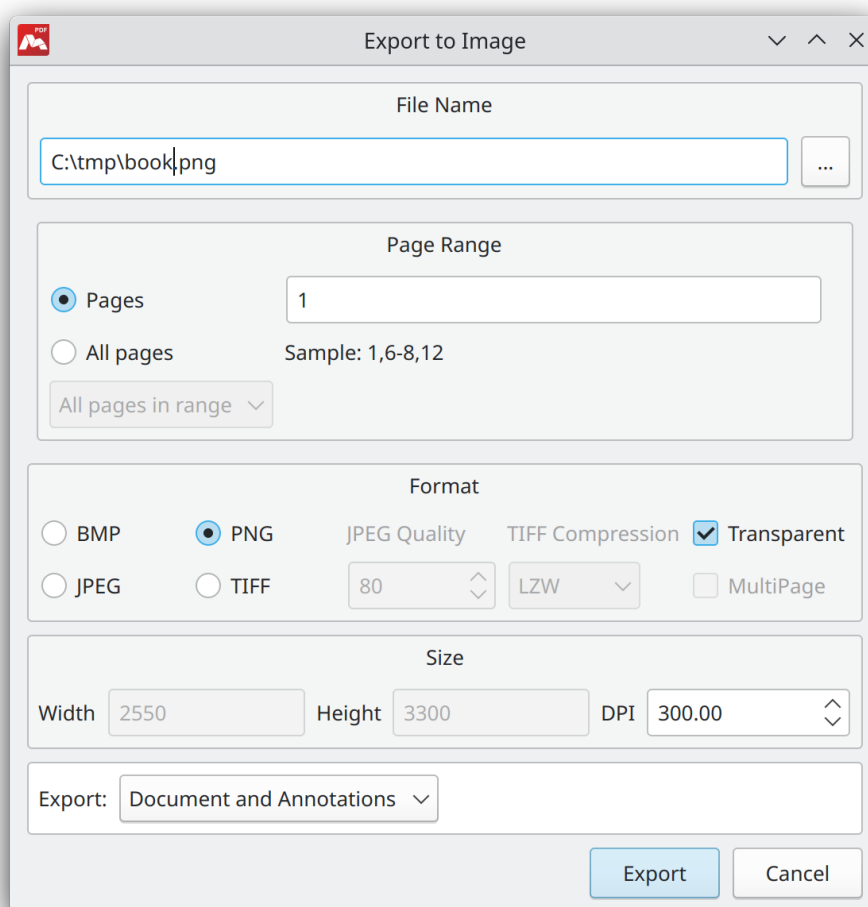 PDF
Export to Image
File Name
C:\tmp\book.png
...
Page Range
Pages
1
All pages
Sample: 1,6-8,12
All pages in range
Format
BMP
PNG
JPEG Quality
TIFF Compression
Transparent
JPEG
TIFF
80
LZW
MultiPage
Size
Width
2550
Height
3300
DPI
300.00
Export:
Document and Annotations
Export
Cancel